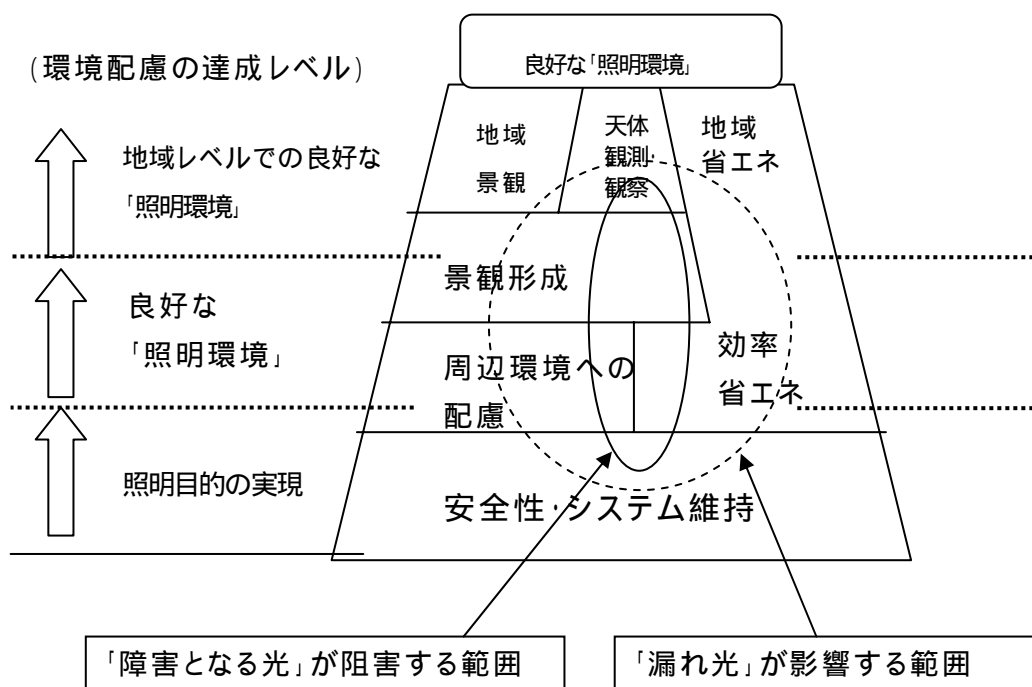 良好な「照明環境」
(環境配慮の達成レベル)
地域
景観
天体
観測・
観察
地域
省エネ
地域レベルでの良好な
「照明環境」
景観形成
良好な
「照明環境」
周辺環境への
配慮
効率
省エネ
照明目的の実現
安全性・システム維持
「障害となる光」が阻害する範囲
「漏れ光」が影響する範囲